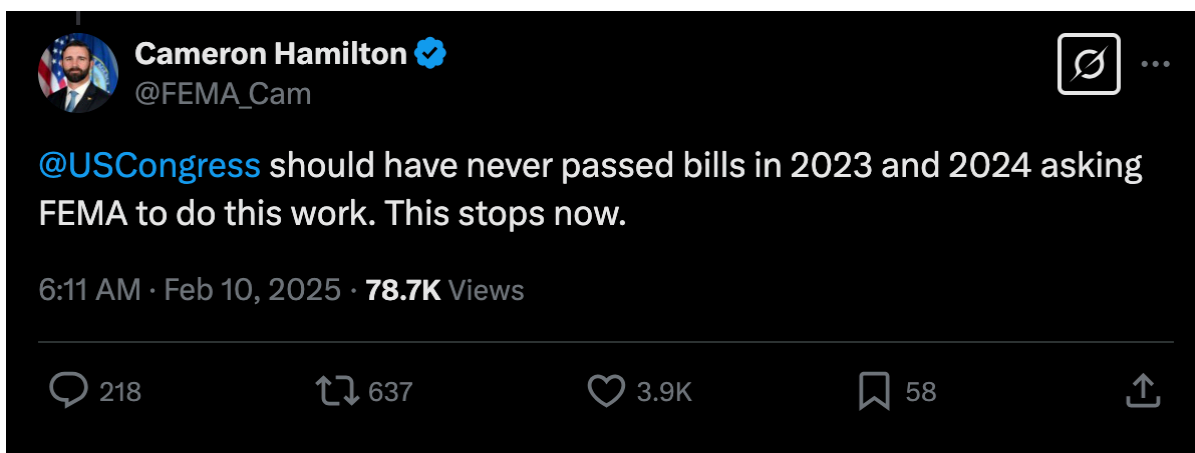 Cameron Hamilton
@FEMA_Cam
@USCongress should have never passed bills in 2023 and 2024 asking
FEMA to do this work. This stops now.
6:11 AM · Feb 10, 2025 · 78.7K Views
218 637 3.9K 58